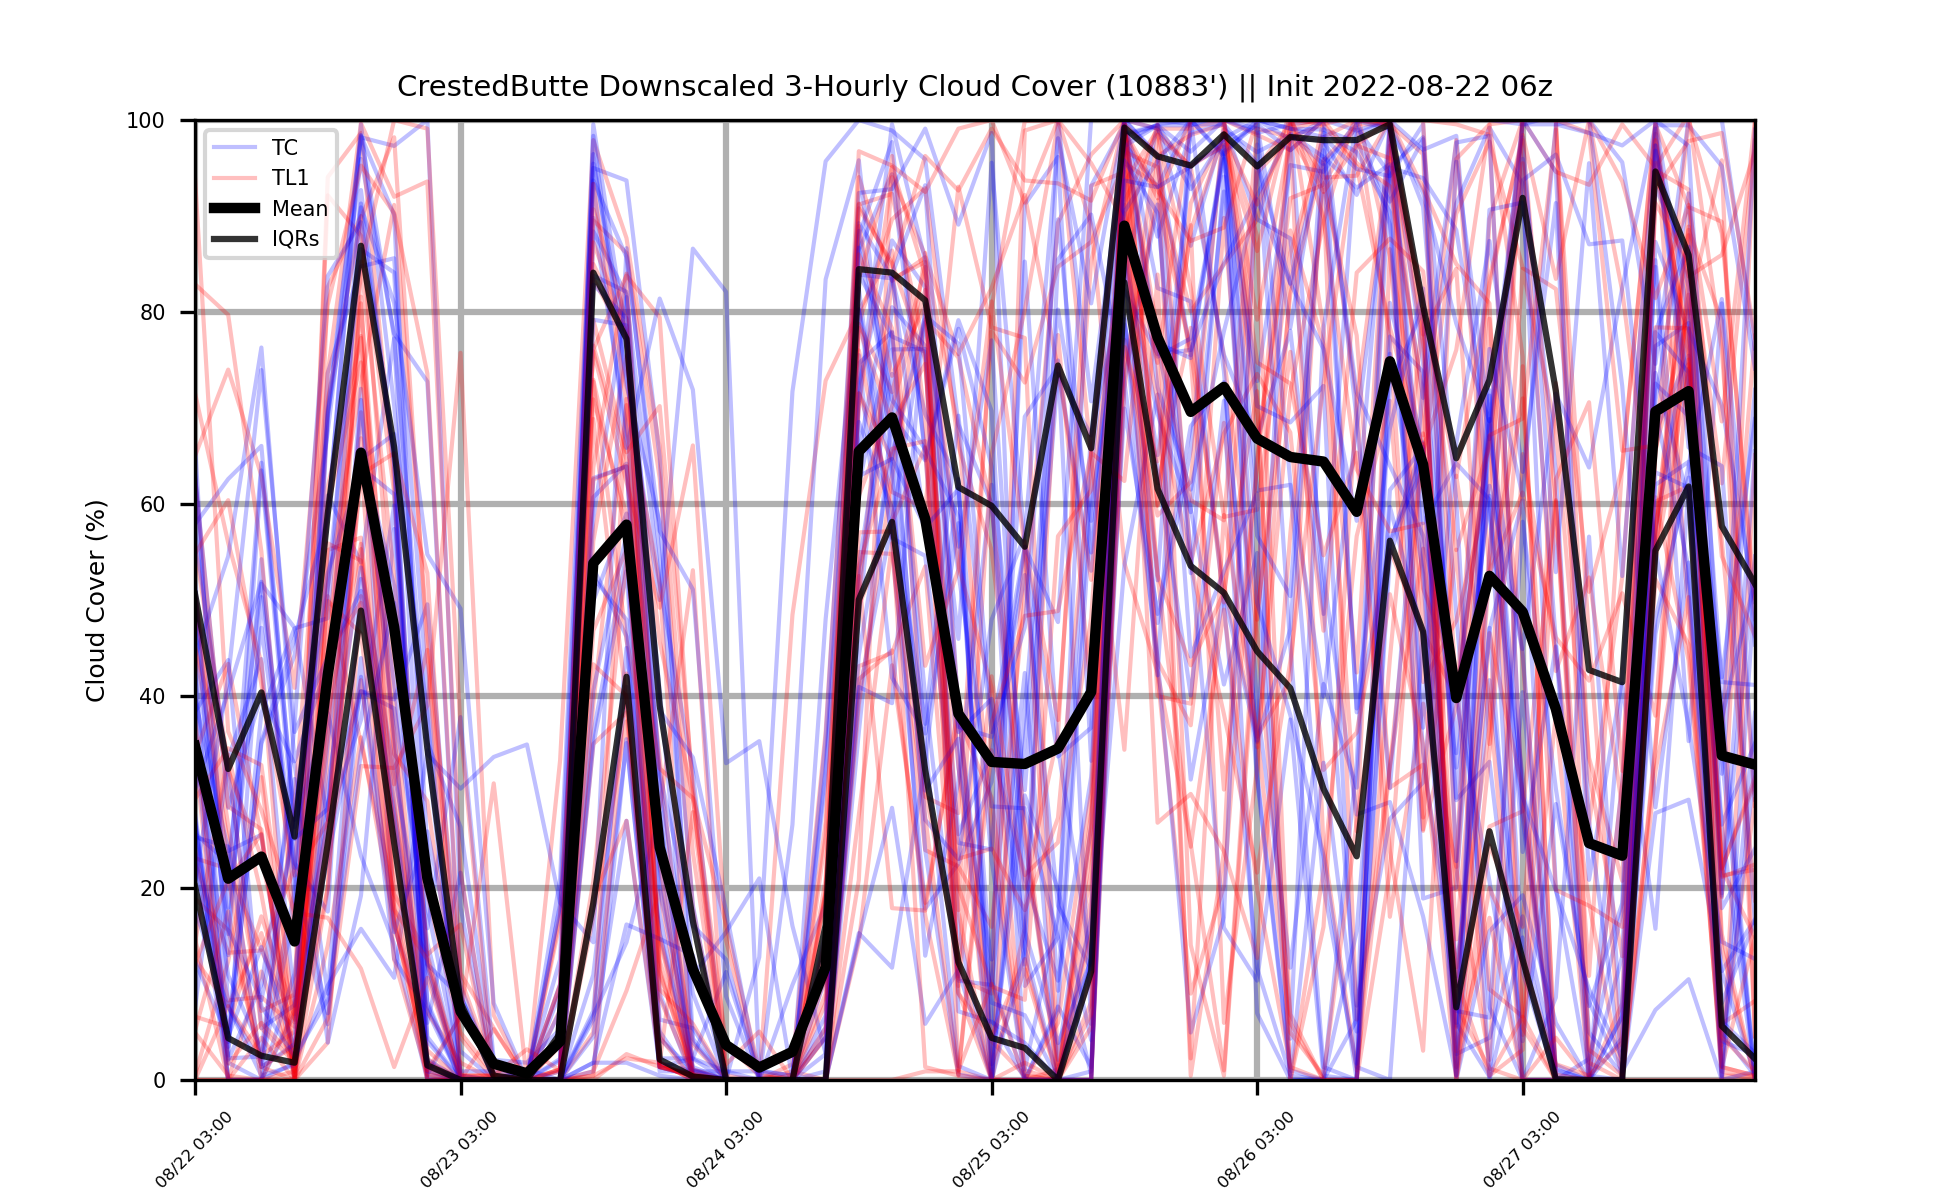 CrestedButte Downscaled 3-Hourly Cloud Cover (10883') || Init 2022-08-22 06z
Cloud Cover (%)
100
80
60
40
20
0
TC
TL1
Mean
IQRs
08/22 03:00
08/23 03:00
08/24 03:00
08/25 03:00
08/26 03:00
08/27 03:00